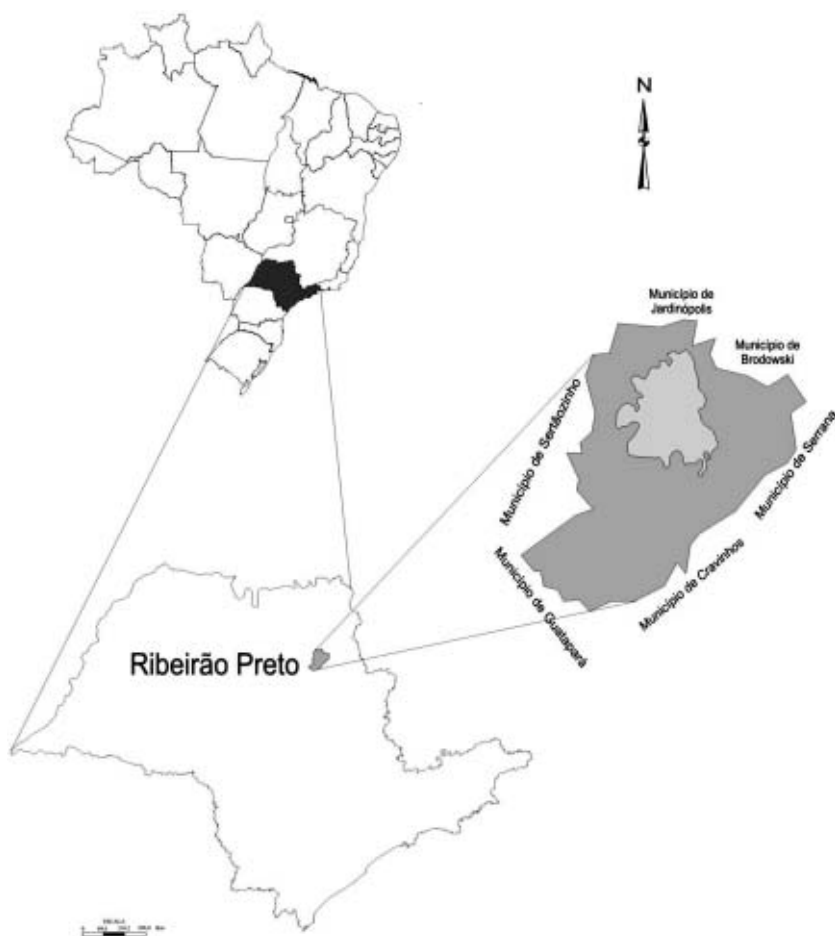 N
Município de
Jardinópolis
Município de
Brodowski
Município de Sertãozinho
Município de Serrana
Município de Cravinhos
Município de Guatapará
Ribeirão Preto